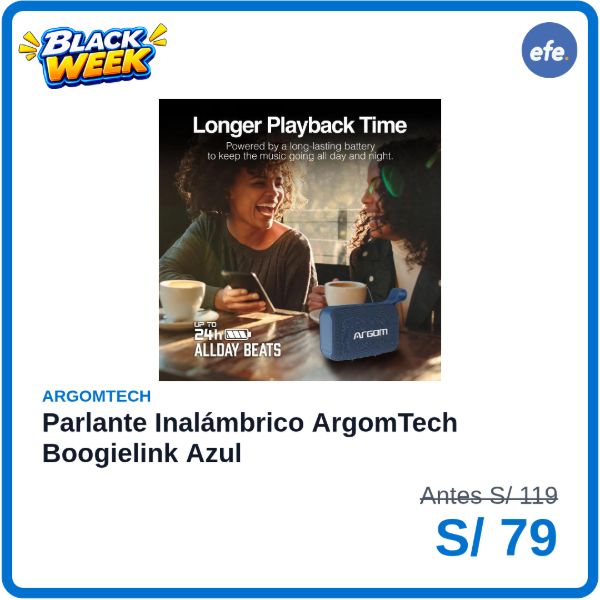 BLACK
WEEK
efe.
Longer Playback Time
Powered by a long-lasting battery
to keep the music going all day and night.
UP TO
24h
ALLDAY BEATS
ARGOM
ARGOMTECH
Parlante Inalámbrico ArgomTech
Boogielink Azul
Antes S/ 119
S/ 79